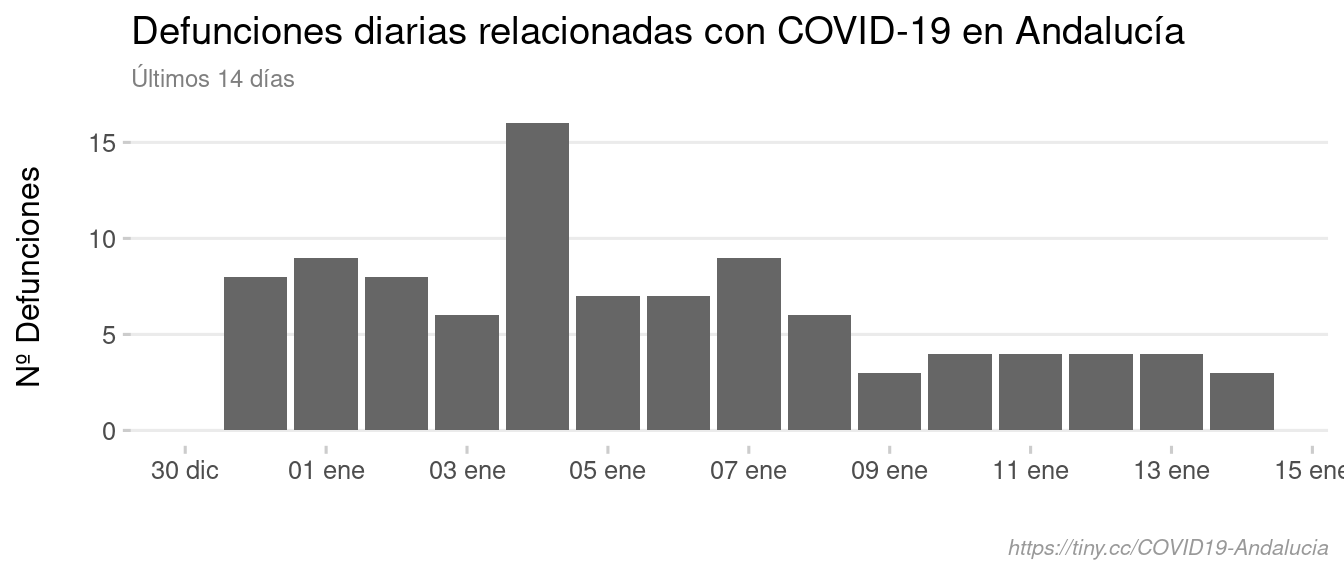 Defunciones diarias relacionadas con COVID-19 en Andalucía
Últimos 14 días
Nº Defunciones
15
10
5
0
30 dic 01 ene 03 ene 05 ene 07 ene 09 ene 11 ene 13 ene 15 ene
https://tiny.cc/COVID19-Andalucia